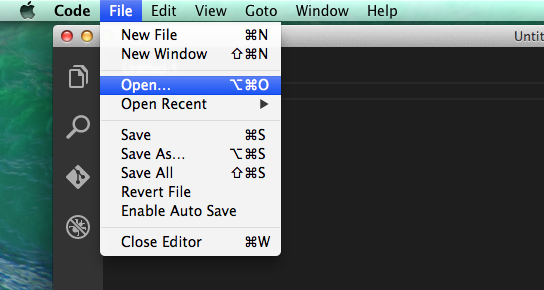 Code File Edit View Goto Window Help
Untit
New File ⌘N
New Window ⇧⌘N
Open... ⌥⌘O
Open Recent ▶
Save ⌘S
Save As... ⌥⌘S
Save All ⇧⌘S
Revert File
Enable Auto Save
Close Editor ⌘W